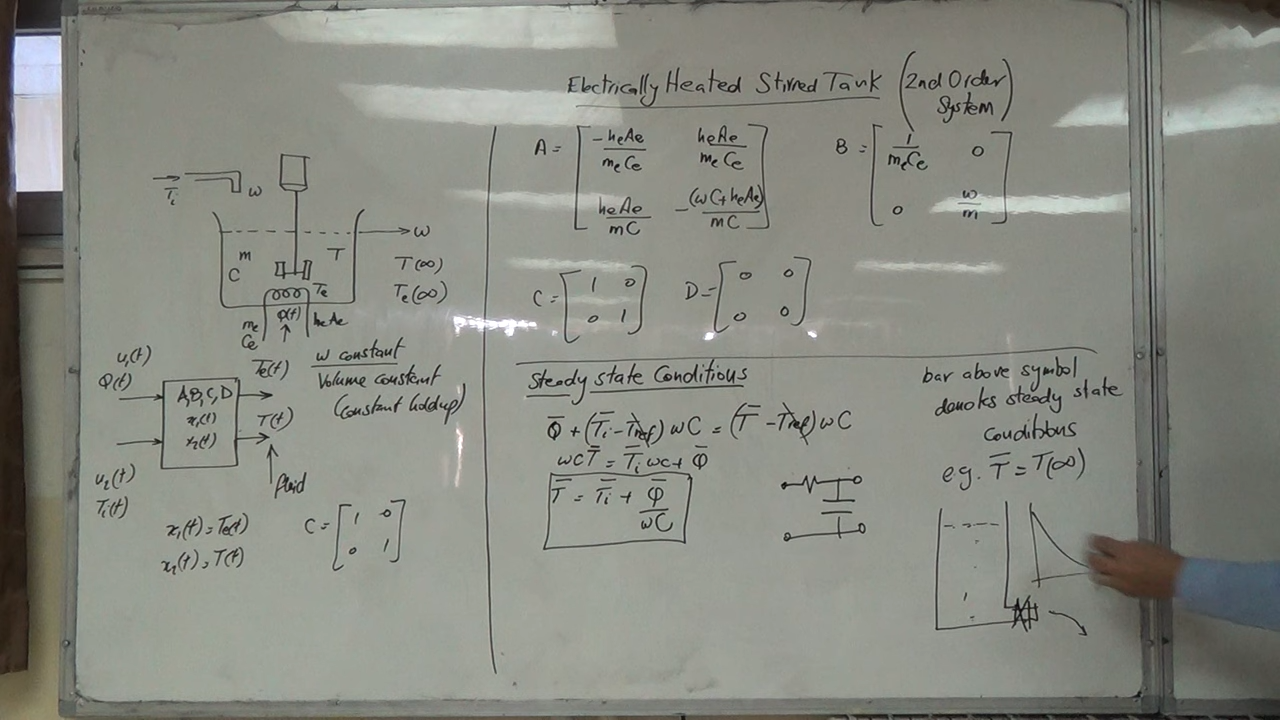 Electrically Heated Stirred Tank (2nd Order System)
A = [ -heAe/meCe heAe/meCe
heAe/mC -(wC+heAe)/mC ]
B = [ 1/meCe 0
0 w/m ]
C = [ 1 0
0 1 ]
D = [ 0 0
0 0 ]
Ti
w
w
m
C
T
Te
T(∞)
Te(∞)
me
Ce
Q(t)
heAe
u1(t)
Q(t)
A,B,C,D
x1(t)
x2(t)
Te(t)
T(t)
u2(t)
Ti(t)
fluid
w constant
Volume constant
(constant holdup)
x1(t) = Te(t)
x2(t) = T(t)
C = [ 1 0
0 1 ]
Steady state Conditions
Q̄ + (T̄i - T̄ref) wC = (T̄ - Tref) wC
wCT̄ = T̄i wC + Q̄
T̄ = T̄i + Q̄/wC
bar above symbol
denotes steady state
conditions
e.g. T̄ = T(∞)